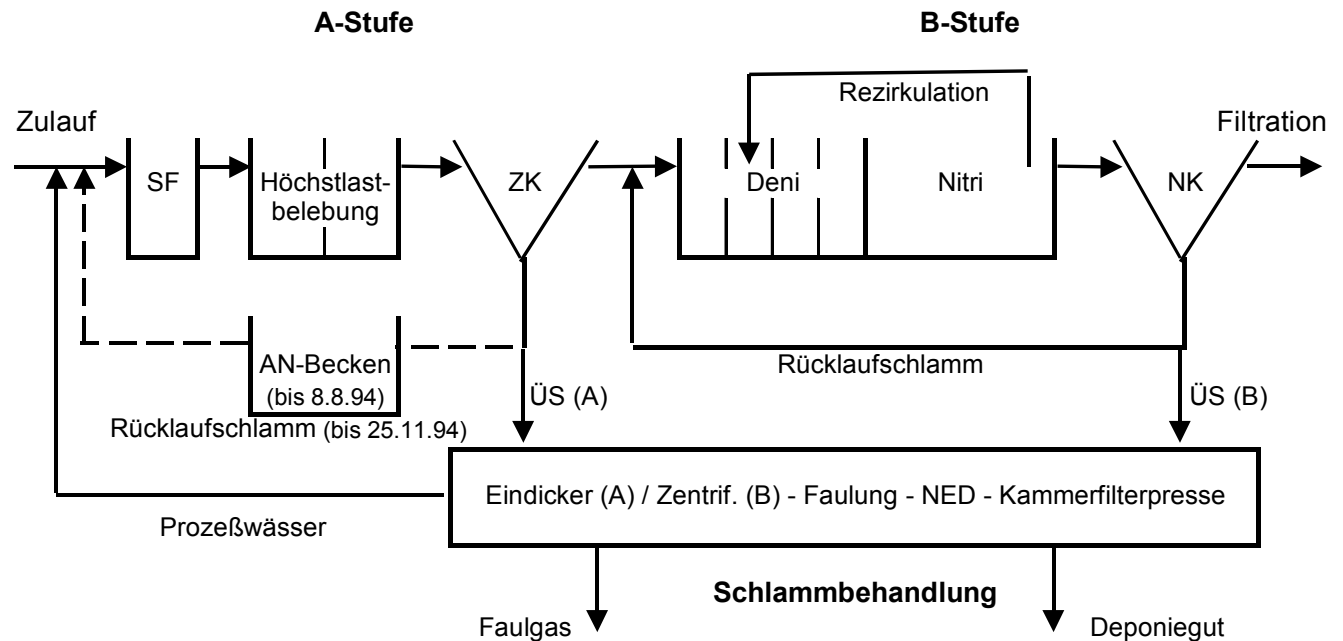 A-Stufe
B-Stufe
Rezirkulation
Zulauf
Filtration
SF
Höchstlast-
belebung
ZK
Deni
Nitri
NK
AN-Becken
(bis 8.8.94)
Rücklaufschlamm
ÜS (A)
ÜS (B)
Rücklaufschlamm (bis 25.11.94)
Eindicker (A) / Zentrif. (B) - Faulung - NED - Kammerfilterpresse
Prozeßwässer
Schlammbehandlung
Faulgas
Deponiegut